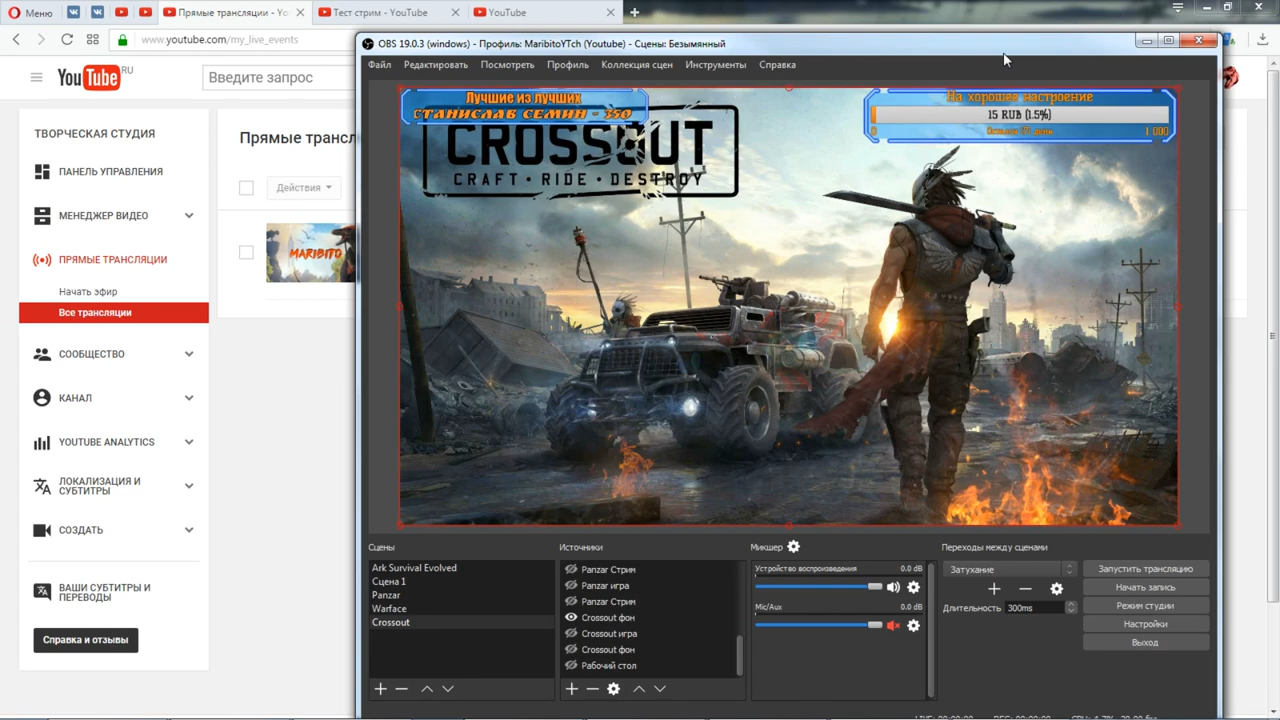 Меню
Прямые трансляции - Yo
Тест стрим - YouTube
YouTube
www.youtube.com/my_live_events
YouTube RU
Введите запрос
ТВОРЧЕСКАЯ СТУДИЯ
ПАНЕЛЬ УПРАВЛЕНИЯ
МЕНЕДЖЕР ВИДЕО
ПРЯМЫЕ ТРАНСЛЯЦИИ
Начать эфир
Все трансляции
СООБЩЕСТВО
КАНАЛ
YOUTUBE ANALYTICS
ЛОКАЛИЗАЦИЯ И
СУБТИТРЫ
СОЗДАТЬ
ВАШИ СУБТИТРЫ И
ПЕРЕВОДЫ
Справка и отзывы
Прямые трансл
Действия
MARIBITO
OBS 19.0.3 (windows) - Профиль: MaribitoYTch (Youtube) - Сцены: Безымянный
Файл Редактировать Посмотреть Профиль Коллекция сцен Инструменты Справка
Лучшие из лучших
СТАНИСЛАВ СЕМИН - 350
CROSSOUT
CRAFT • RIDE • DESTROY
На хорошее настроение
15 RUB (1.5%)
0
1 000
Сцены
Ark Survival Evolved
Сцена 1
Panzar
Warface
Crossout
Источники
Panzar Стрим
Panzar игра
Panzar Стрим
Crossout фон
Crossout игра
Crossout фон
Рабочий стол
Микшер
Устройство воспроизведения 0.0 dB
Mic/Aux 0.0 dB
Переходы между сценами
Затухание
Длительность 300ms
Запустить трансляцию
Начать запись
Режим студии
Настройки
Выход